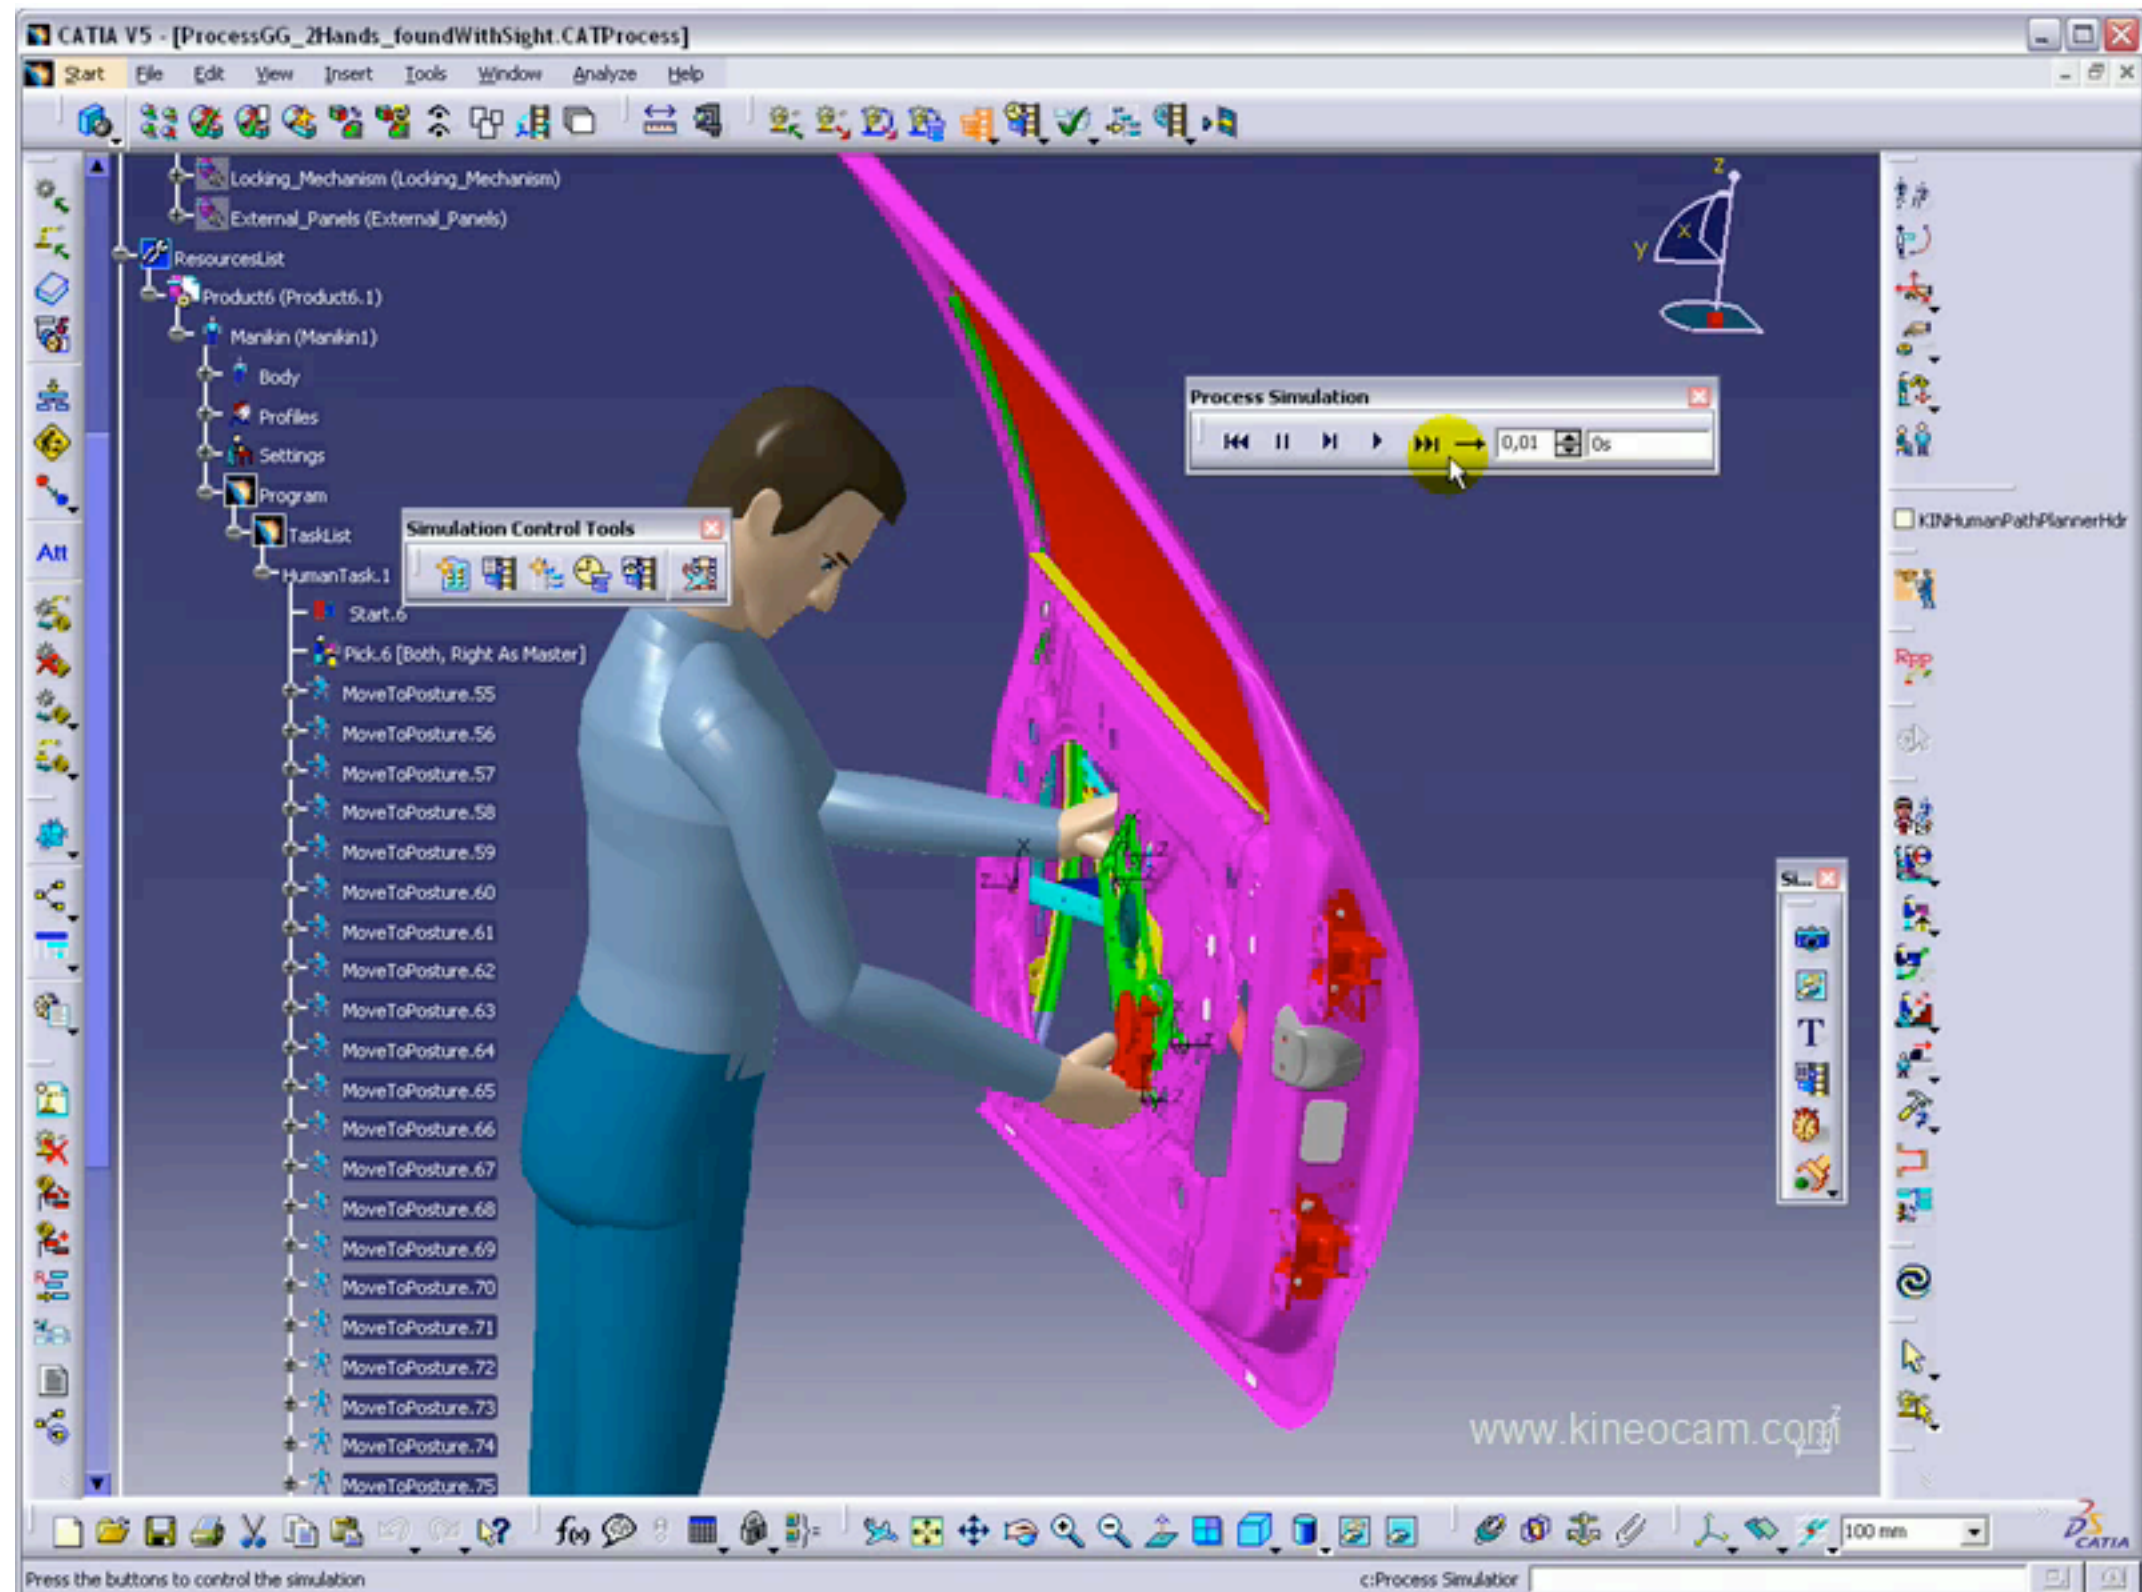 CATIA V5 - [ProcessGG_2Hands_foundWithSight.CATProcess]
Start File Edit View Insert Tools Window Analyze Help
Locking_Mechanism (Locking_Mechanism)
External_Panels (External_Panels)
ResourcesList
Product6 (Product6.1)
Manikin (Manikin1)
Body
Profiles
Settings
Program
TaskList
HumanTask.1
Start.6
Pick.6 [Both, Right As Master]
MoveToPosture.55
MoveToPosture.56
MoveToPosture.57
MoveToPosture.58
MoveToPosture.59
MoveToPosture.60
MoveToPosture.61
MoveToPosture.62
MoveToPosture.63
MoveToPosture.64
MoveToPosture.65
MoveToPosture.66
MoveToPosture.67
MoveToPosture.68
MoveToPosture.69
MoveToPosture.70
MoveToPosture.71
MoveToPosture.72
MoveToPosture.73
MoveToPosture.74
MoveToPosture.75
Att
Simulation Control Tools
Process Simulation
0,01 0s
z
y x
KINHumanPathPlannerHdr
RPP
Si...
T
www.kineocam.com
f(x)
100 mm
CATIA
Press the buttons to control the simulation
c:Process Simulatior